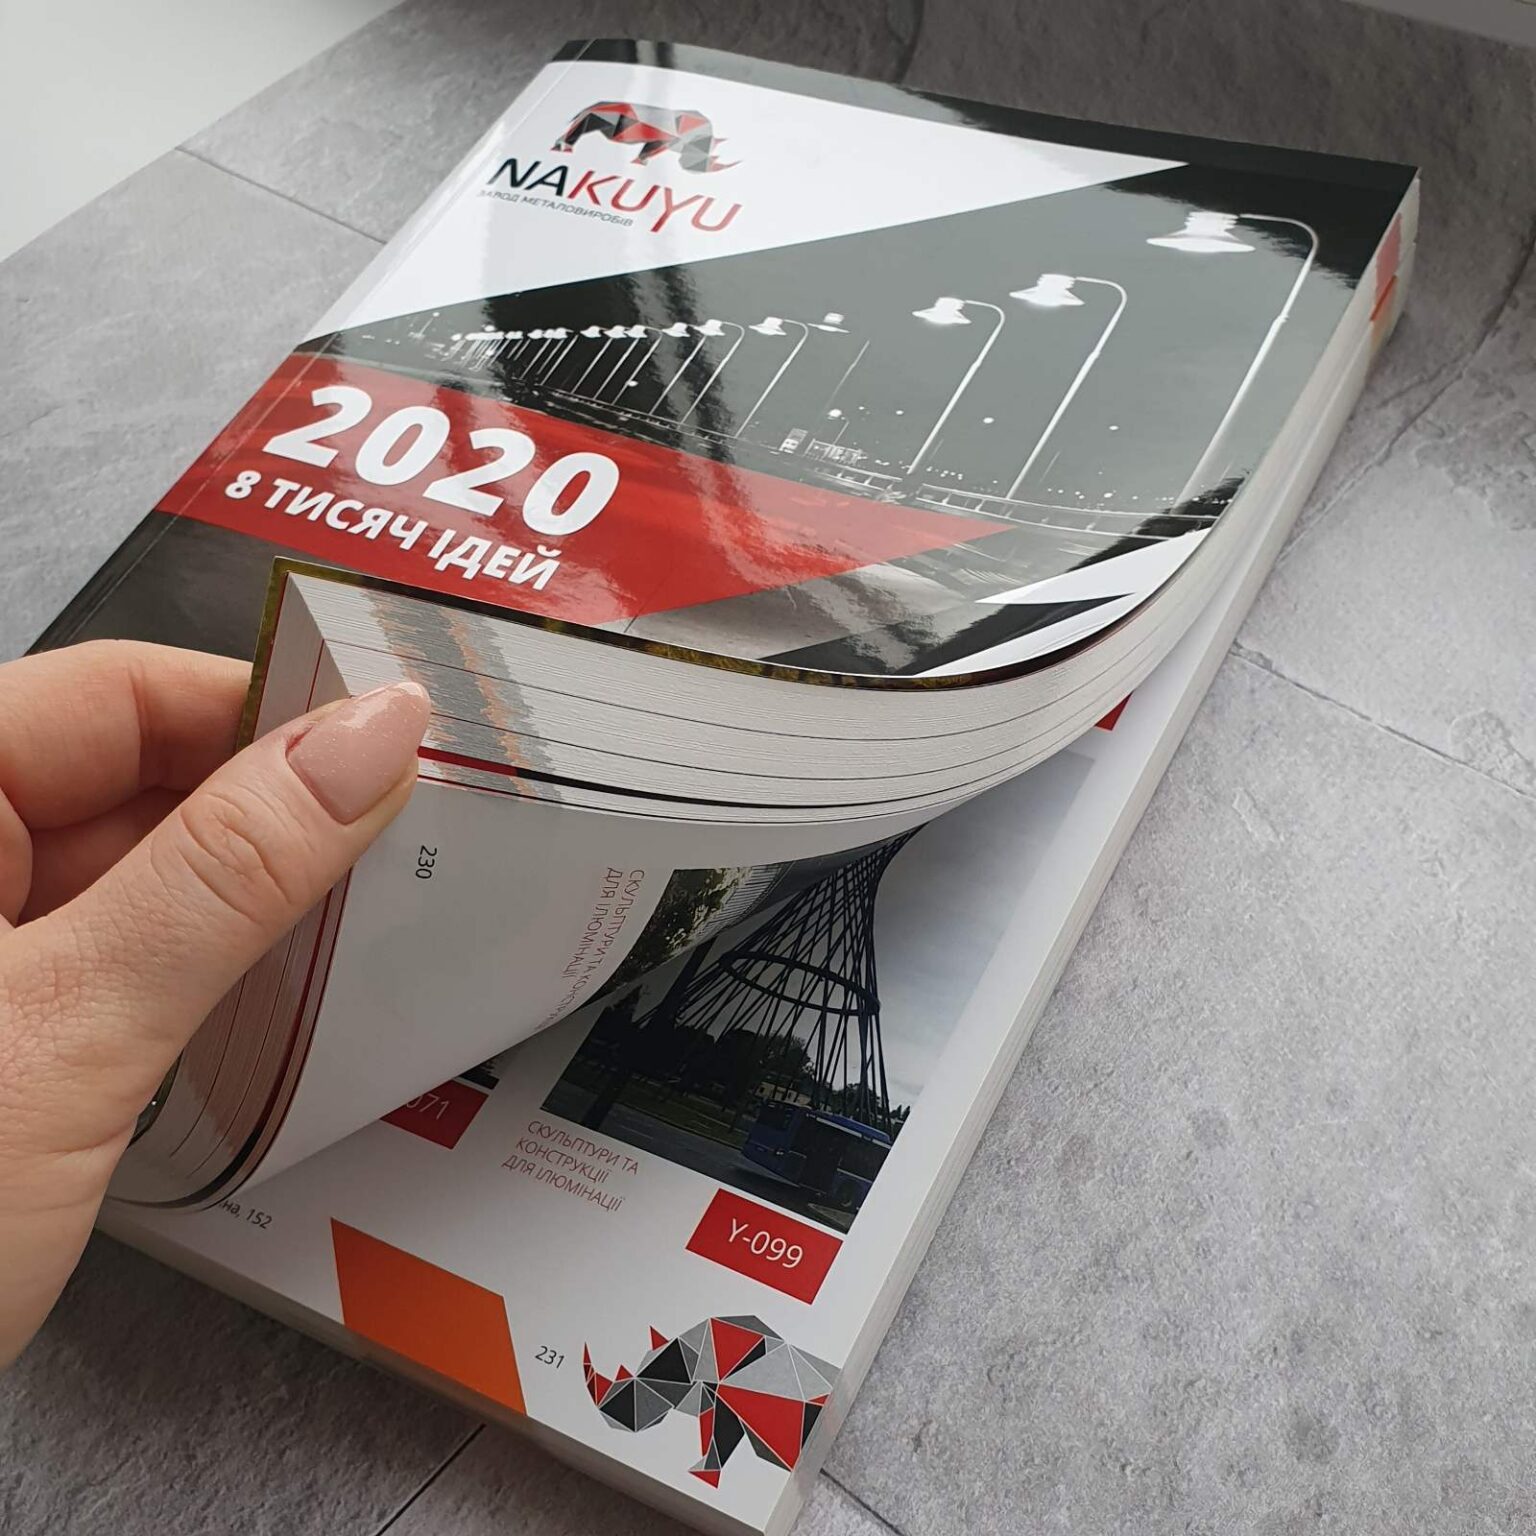 NAKUYU
ЗАВОД МЕТАЛОВИРОБІВ
2020
8 ТИСЯЧ ІДЕЙ
230
СКУЛЬПТУРИ ТА КОНСТРУКЦІЇ
ДЛЯ ІЛЮМІНАЦІЇ
071
СКУЛЬПТУРИ ТА
КОНСТРУКЦІЇ
ДЛЯ ІЛЮМІНАЦІЇ
Y-099
152
231